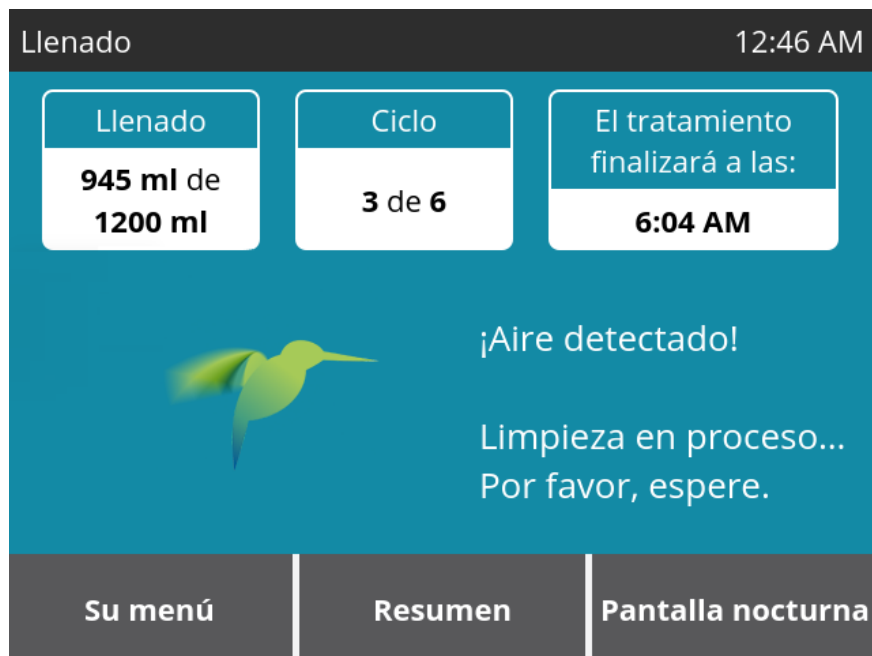 Llenado 12:46 AM
Llenado
945 ml de
1200 ml
Ciclo
3 de 6
El tratamiento
finalizará a las:
6:04 AM
¡Aire detectado!
Limpieza en proceso...
Por favor, espere.
Su menú Resumen Pantalla nocturna